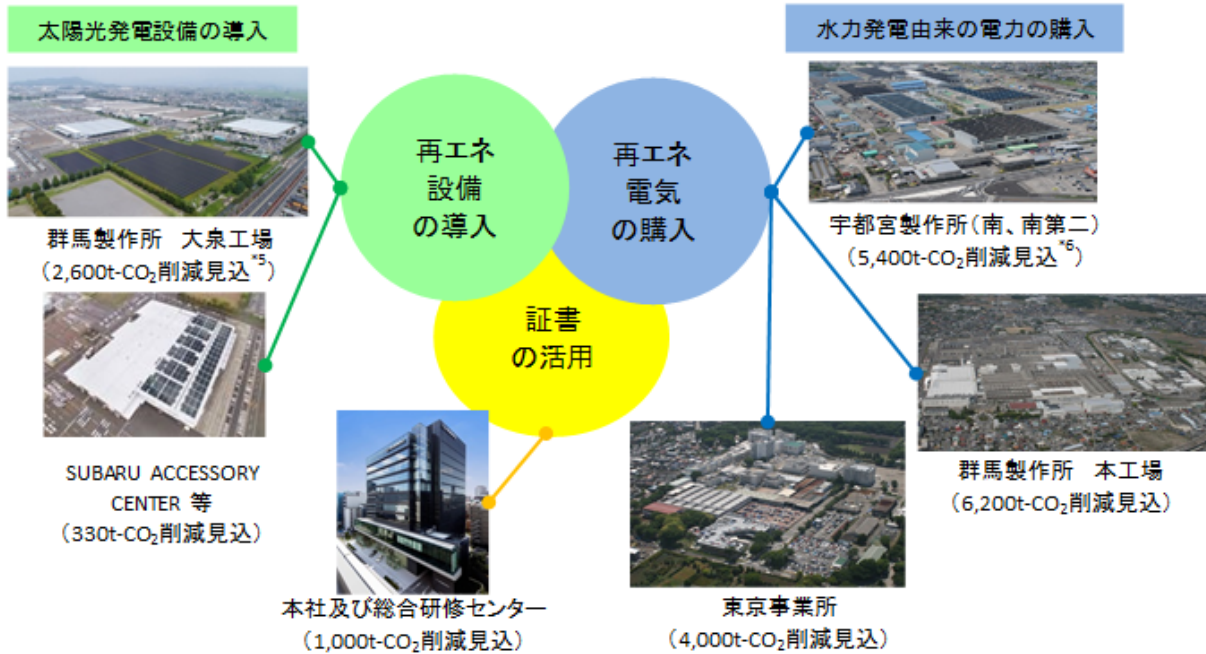 太陽光発電設備の導入
水力発電由来の電力の購入
再エネ
設備
の導入
再エネ
電気
の購入
証書
の活用
群馬製作所 大泉工場
(2,600t-CO₂削減見込*5)
SUBARU ACCESSORY
CENTER 等
(330t-CO₂削減見込)
本社及び総合研修センター
(1,000t-CO₂削減見込)
東京事業所
(4,000t-CO₂削減見込)
宇都宮製作所(南、南第二)
(5,400t-CO₂削減見込*6)
群馬製作所 本工場
(6,200t-CO₂削減見込)